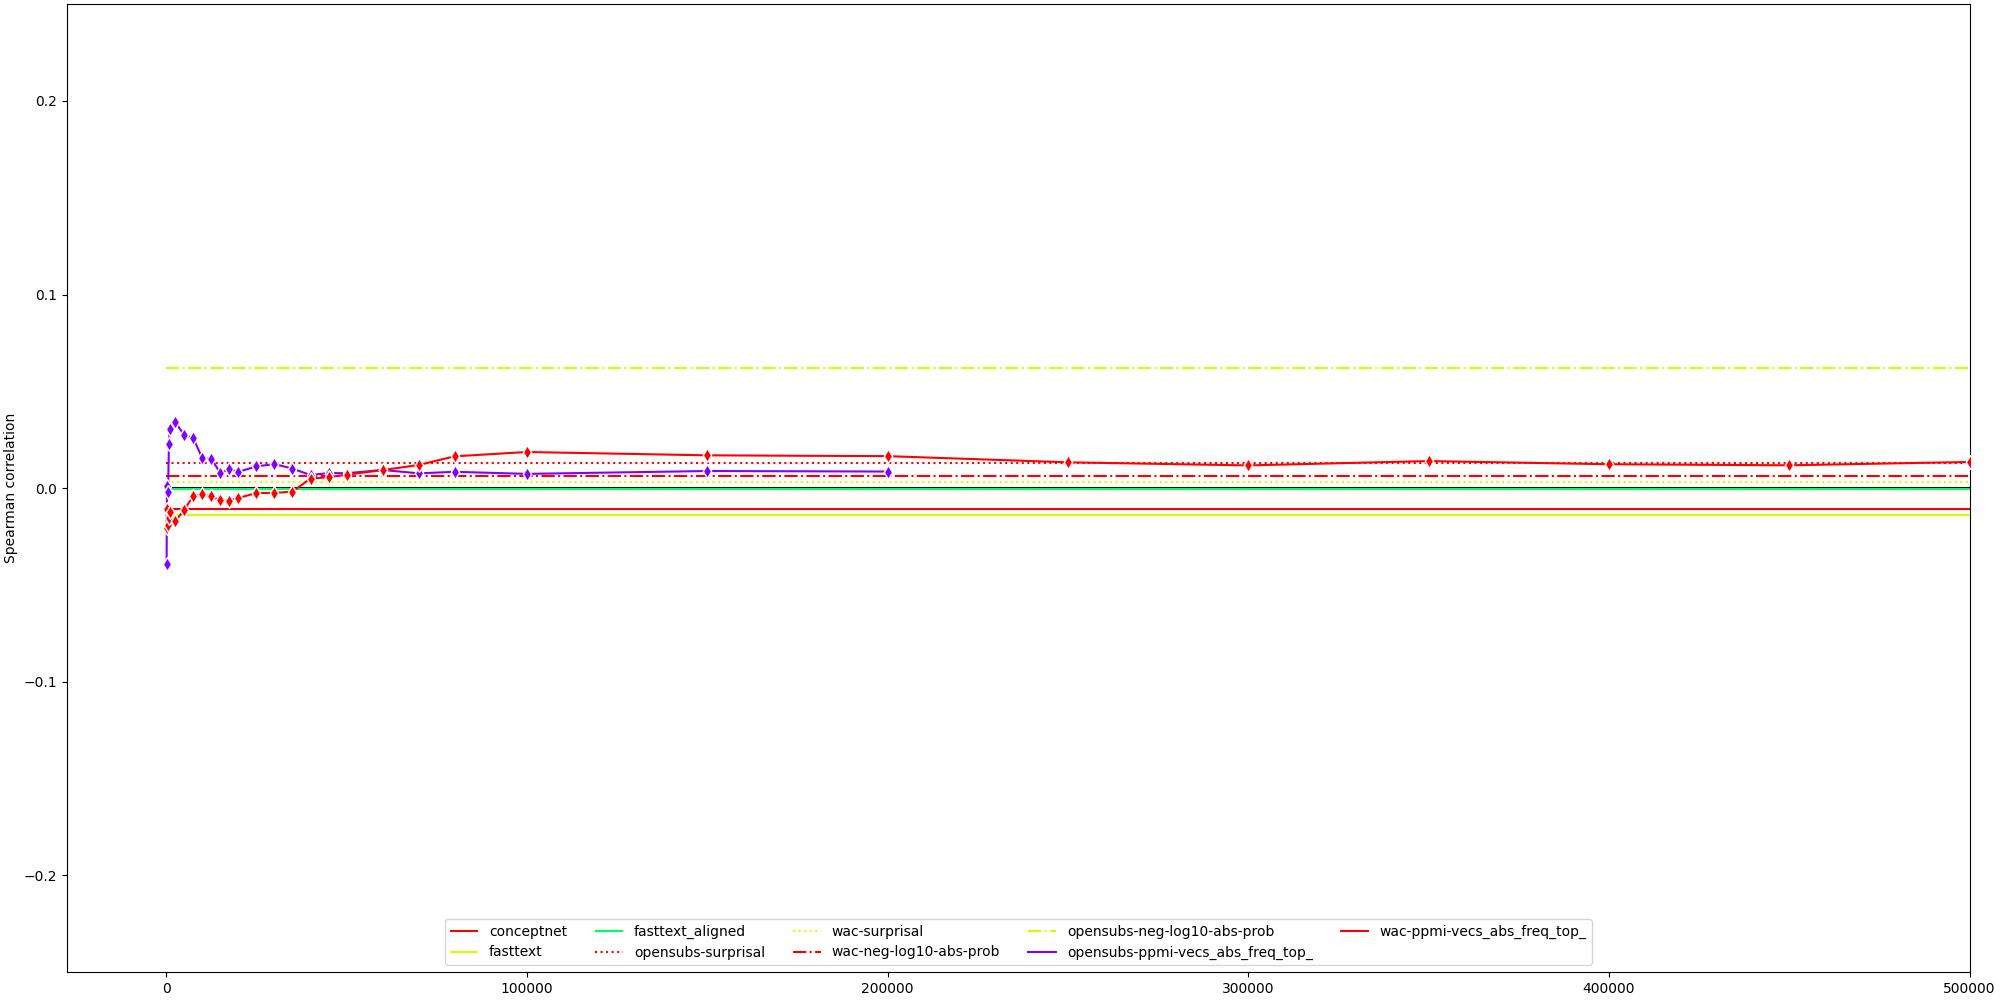 0.2
0.1
0.0
−0.1
−0.2
Spearman correlation
conceptnet fasttext_aligned wac-surprisal opensubs-neg-log10-abs-prob wac-ppmi-vecs_abs_freq_top_
fasttext opensubs-surprisal wac-neg-log10-abs-prob opensubs-ppmi-vecs_abs_freq_top_
0 100000 200000 300000 400000 500000